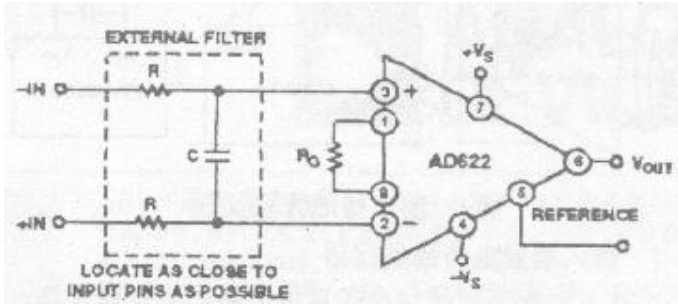 EXTERNAL FILTER
R
-IN
C
R
+IN
LOCATE AS CLOSE TO
INPUT PINS AS POSSIBLE
3
+
1
RG
8
2
-
AD622
+VS
7
6
VOUT
5
REFERENCE
4
-VS